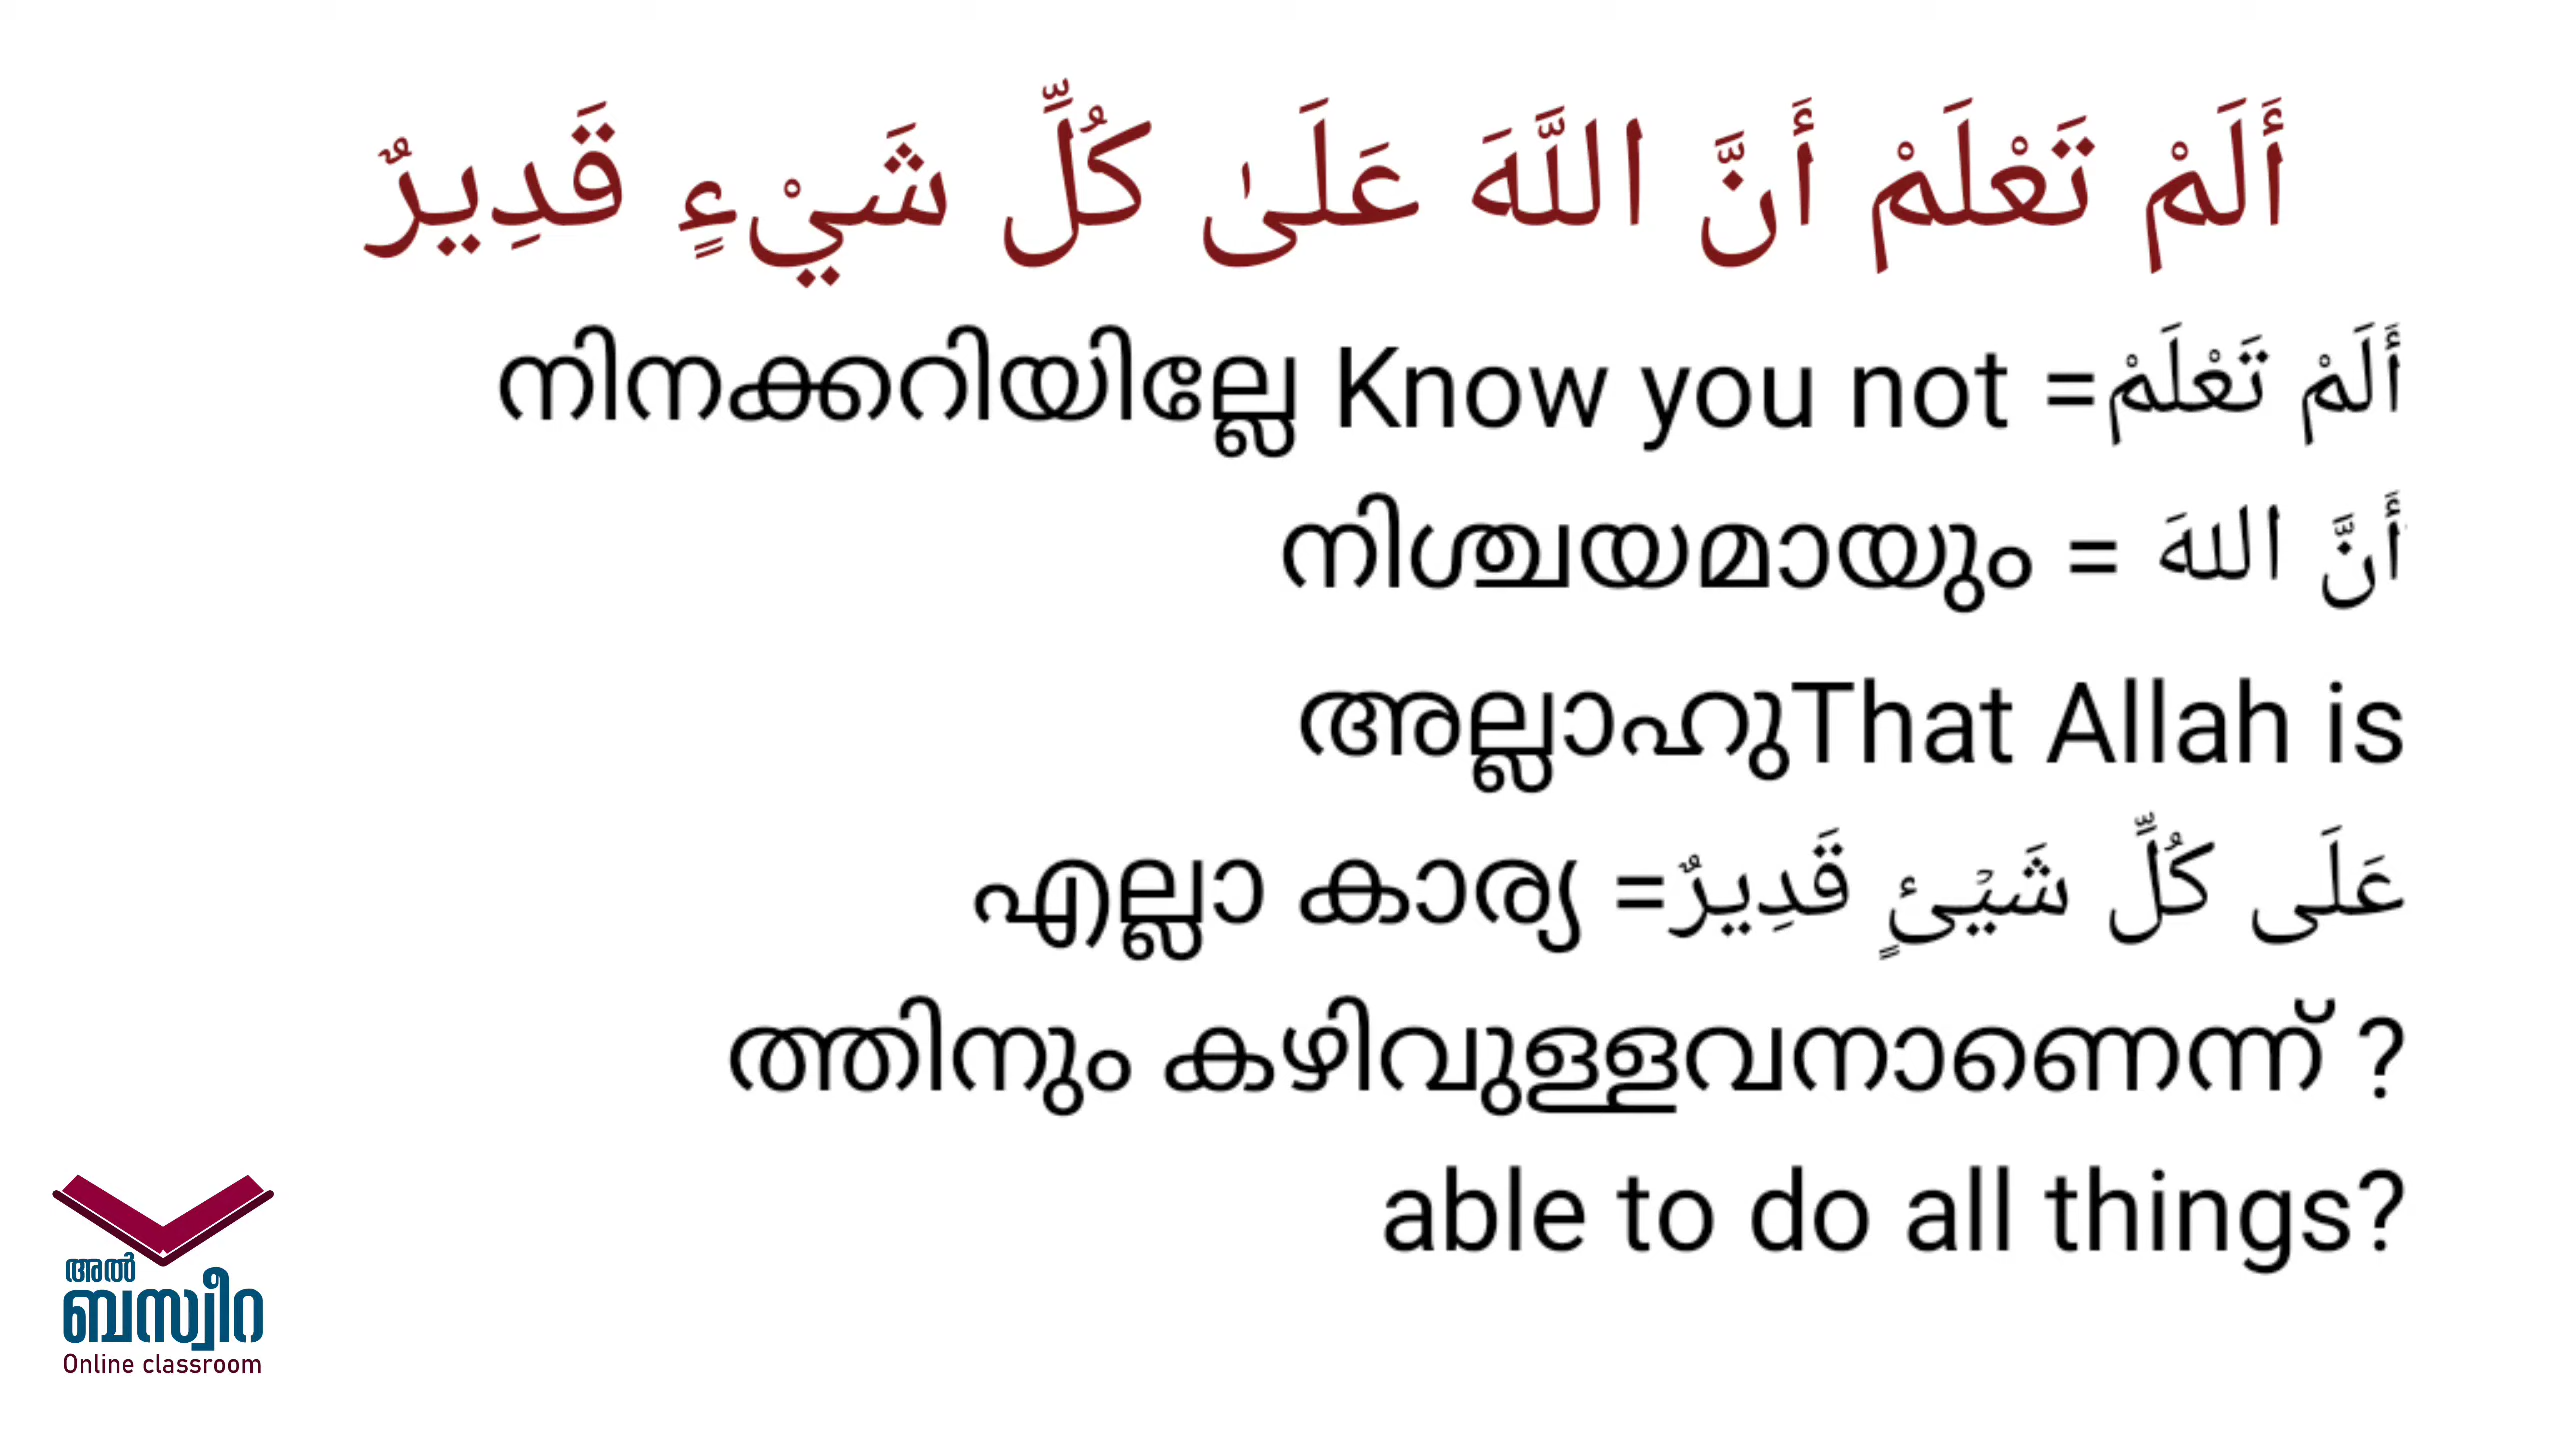 أَلَمْ تَعْلَمْ أَنَّ اللَّهَ عَلَىٰ كُلِّ شَيْءٍ قَدِيرٌ
أَلَمْ تَعْلَمْ= Know you not നിനക്കറിയില്ലേ
أَنَّ اللهَ = നിശ്ചയമായും
അല്ലാഹുThat Allah is
عَلَى كُلِّ شَيْئٍ قَدِيرٌ= എല്ലാ കാര്യ
ത്തിനും കഴിവുള്ളവനാണെന്ന് ?
able to do all things?
അൽ
ബസ്വീറ
Online classroom